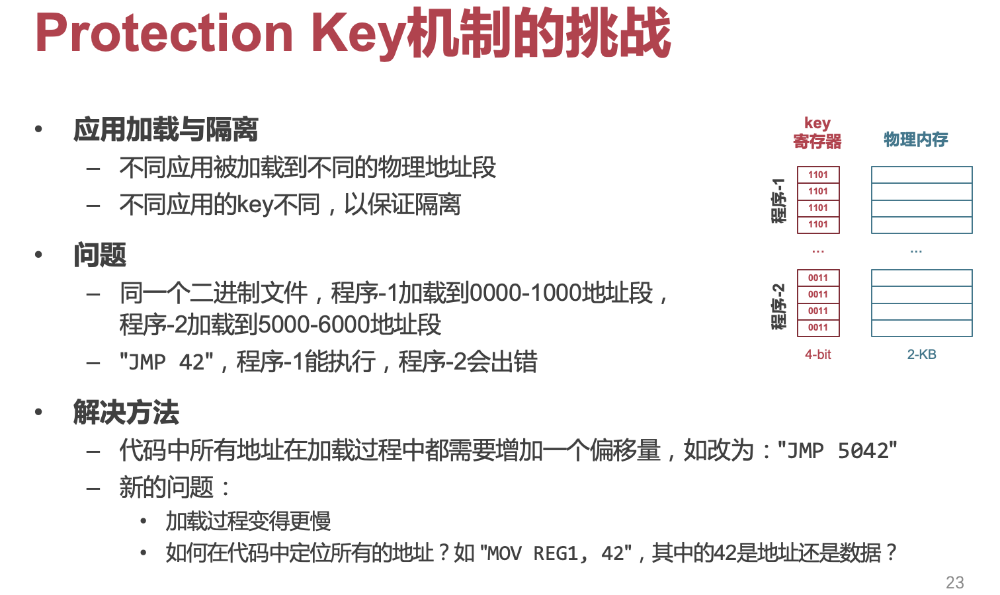 Protection Key机制的挑战
• 应用加载与隔离
– 不同应用被加载到不同的物理地址段
– 不同应用的key不同，以保证隔离
• 问题
– 同一个二进制文件，程序-1加载到0000-1000地址段，
程序-2加载到5000-6000地址段
– "JMP 42"，程序-1能执行，程序-2会出错
• 解决方法
– 代码中所有地址在加载过程中都需要增加一个偏移量，如改为："JMP 5042"
– 新的问题：
• 加载过程变得更慢
• 如何在代码中定位所有的地址？如 "MOV REG1, 42"，其中的42是地址还是数据？
key
寄存器
物理内存
程序-1
1101
1101
1101
1101
... ...
程序-2
0011
0011
0011
0011
4-bit
2-KB
23